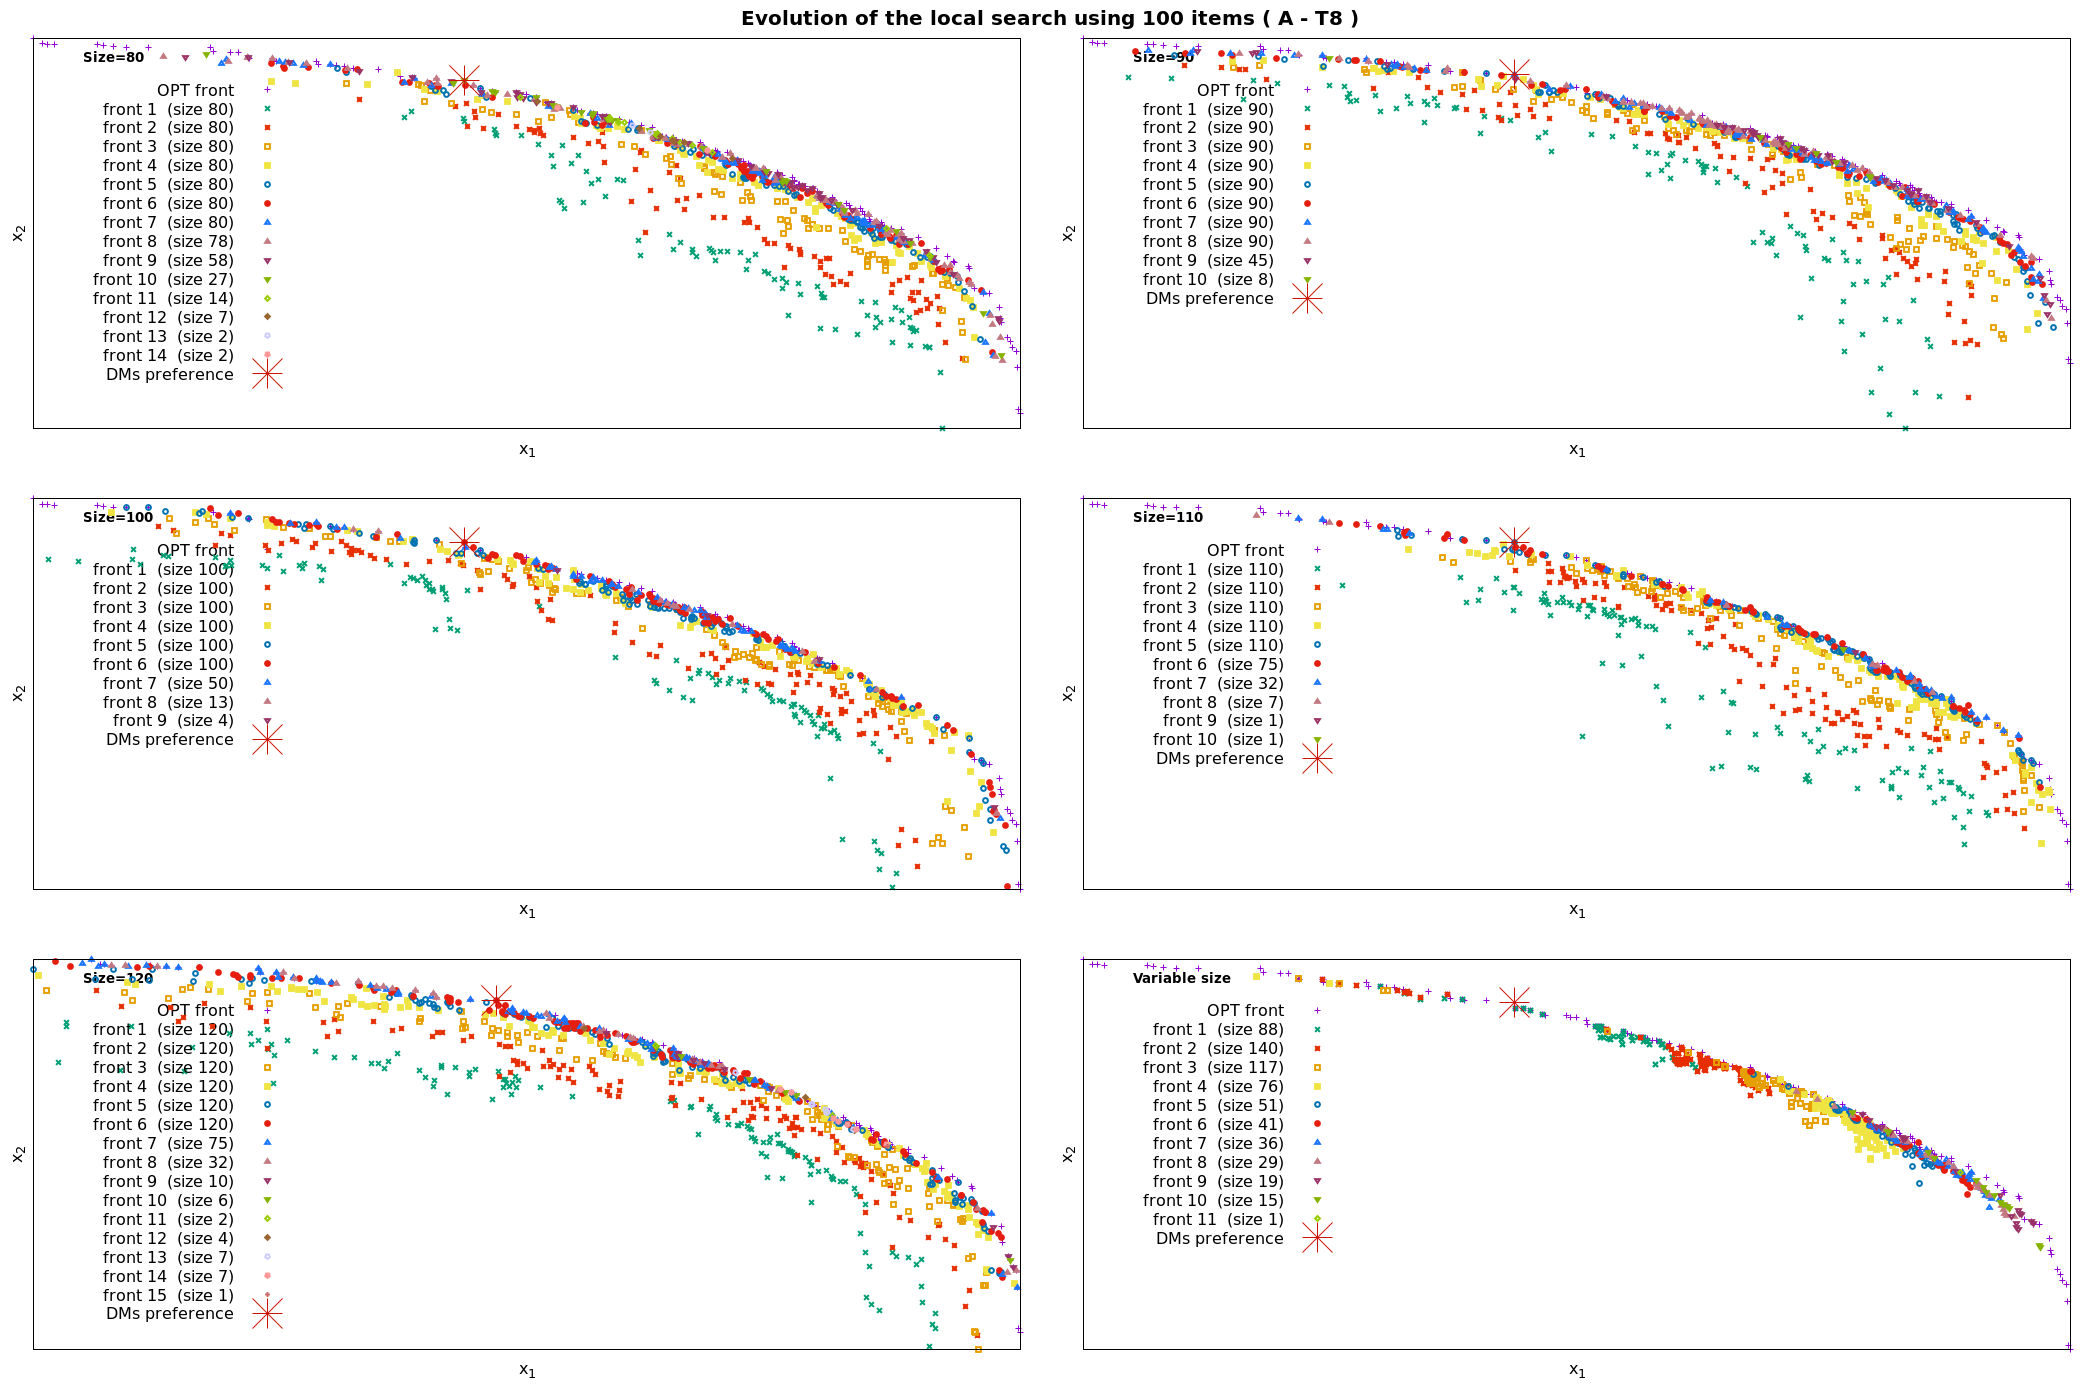 Evolution of the local search using 100 items ( A - T8 )
Size=80
OPT front
front 1 (size 80)
front 2 (size 80)
front 3 (size 80)
front 4 (size 80)
front 5 (size 80)
front 6 (size 80)
front 7 (size 80)
front 8 (size 78)
front 9 (size 58)
front 10 (size 27)
front 11 (size 14)
front 12 (size 7)
front 13 (size 2)
front 14 (size 2)
DMs preference
x2
x1
Size=90
OPT front
front 1 (size 90)
front 2 (size 90)
front 3 (size 90)
front 4 (size 90)
front 5 (size 90)
front 6 (size 90)
front 7 (size 90)
front 8 (size 90)
front 9 (size 45)
front 10 (size 8)
DMs preference
x2
x1
Size=100
OPT front
front 1 (size 100)
front 2 (size 100)
front 3 (size 100)
front 4 (size 100)
front 5 (size 100)
front 6 (size 100)
front 7 (size 50)
front 8 (size 13)
front 9 (size 4)
DMs preference
x2
x1
Size=110
OPT front
front 1 (size 110)
front 2 (size 110)
front 3 (size 110)
front 4 (size 110)
front 5 (size 110)
front 6 (size 75)
front 7 (size 32)
front 8 (size 7)
front 9 (size 1)
front 10 (size 1)
DMs preference
x2
x1
Size=120
OPT front
front 1 (size 120)
front 2 (size 120)
front 3 (size 120)
front 4 (size 120)
front 5 (size 120)
front 6 (size 120)
front 7 (size 75)
front 8 (size 32)
front 9 (size 10)
front 10 (size 6)
front 11 (size 2)
front 12 (size 4)
front 13 (size 7)
front 14 (size 7)
front 15 (size 1)
DMs preference
x2
x1
Variable size
OPT front
front 1 (size 88)
front 2 (size 140)
front 3 (size 117)
front 4 (size 76)
front 5 (size 51)
front 6 (size 41)
front 7 (size 36)
front 8 (size 29)
front 9 (size 19)
front 10 (size 15)
front 11 (size 1)
DMs preference
x2
x1